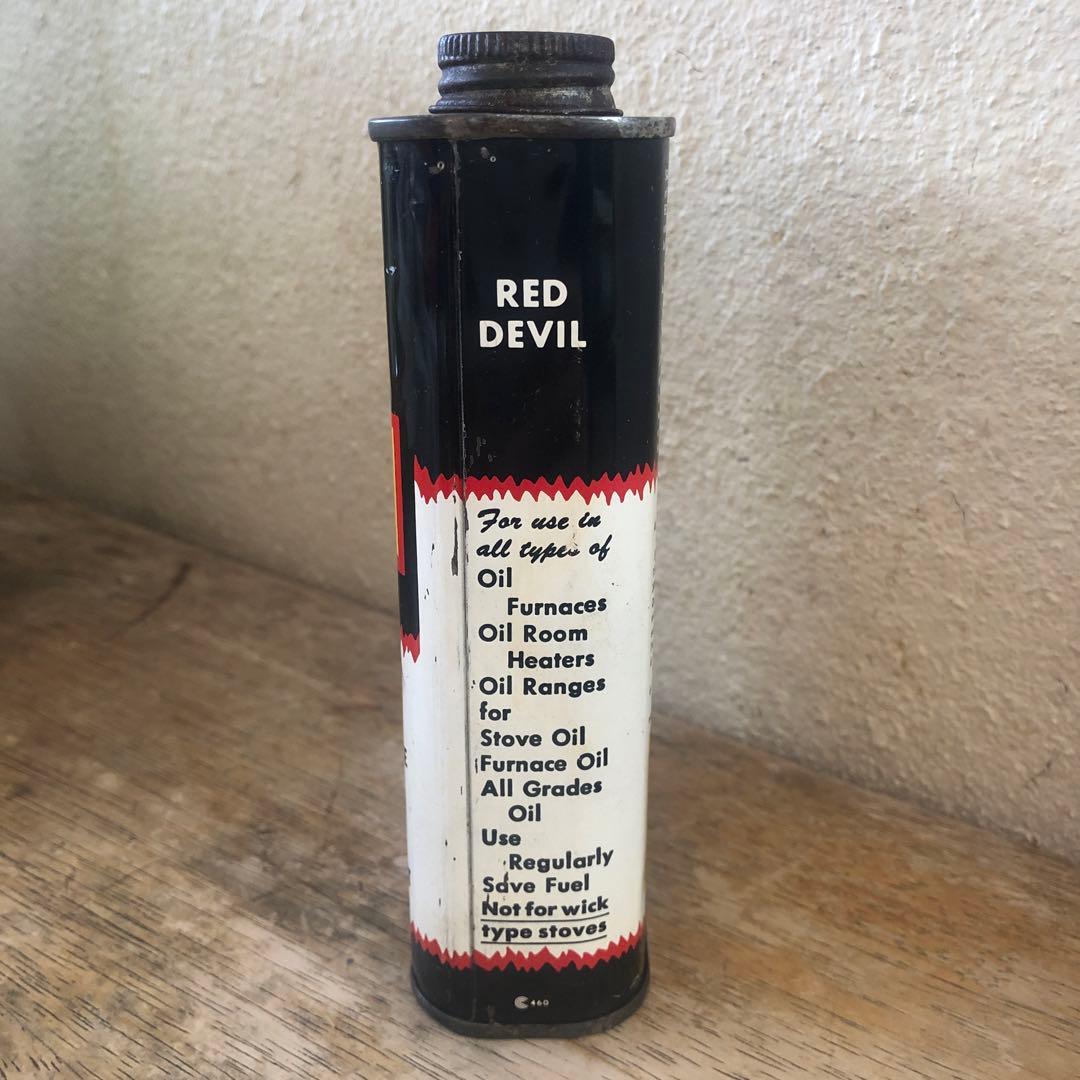 RED
DEVIL
For use in
all types of
Oil
Furnaces
Oil Room
Heaters
Oil Ranges
for
Stove Oil
Furnace Oil
All Grades
Oil
Use
Regularly
Save Fuel
Not for wick
type stoves
460